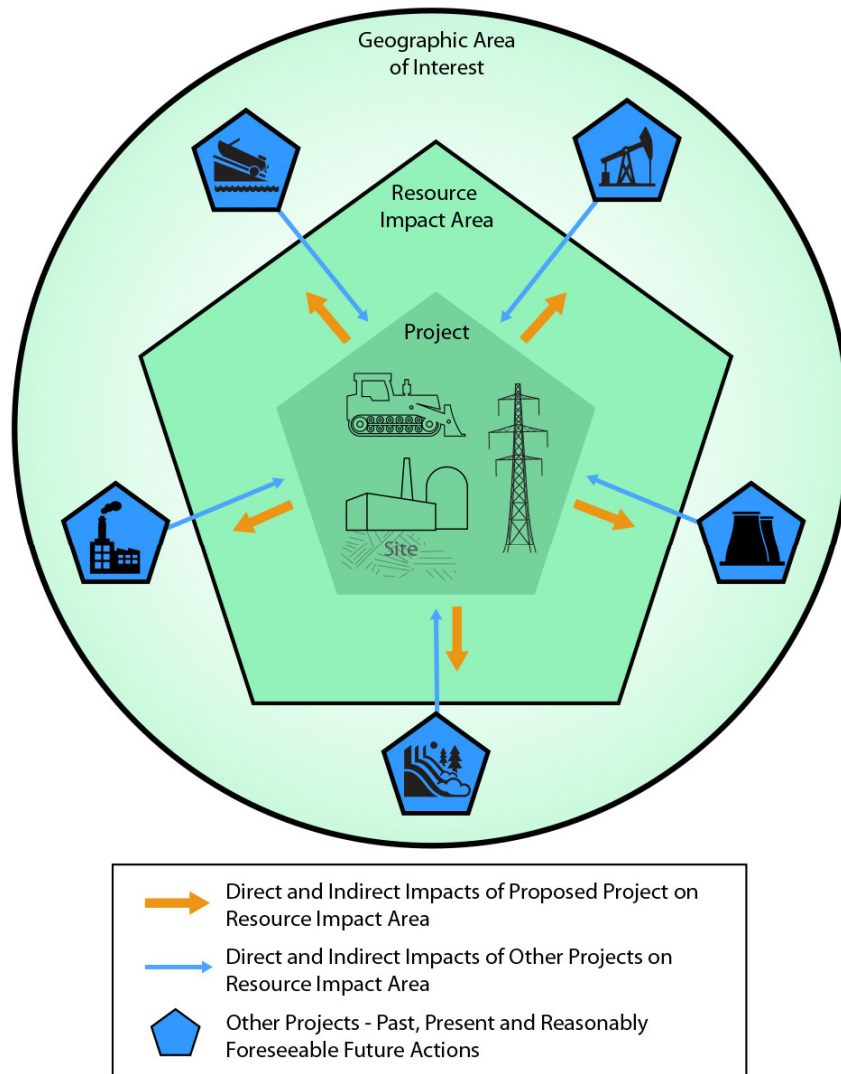 Geographic Area
of Interest
Resource
Impact Area
Project
Site
Direct and Indirect Impacts of Proposed Project on
Resource Impact Area
Direct and Indirect Impacts of Other Projects on
Resource Impact Area
Other Projects - Past, Present and Reasonably
Foreseeable Future Actions